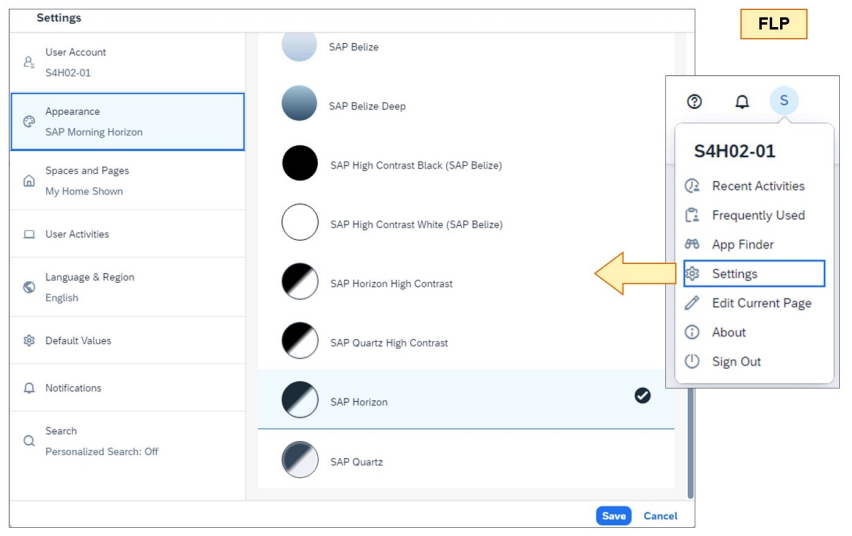 Settings
FLP
User Account
S4H02-01
Appearance
SAP Morning Horizon
Spaces and Pages
My Home Shown
User Activities
Language & Region
English
Default Values
Notifications
Search
Personalized Search: Off
SAP Belize
SAP Belize Deep
SAP High Contrast Black (SAP Belize)
SAP High Contrast White (SAP Belize)
SAP Horizon High Contrast
SAP Quartz High Contrast
SAP Horizon
SAP Quartz
Save Cancel
S
S4H02-01
Recent Activities
Frequently Used
App Finder
Settings
Edit Current Page
About
Sign Out